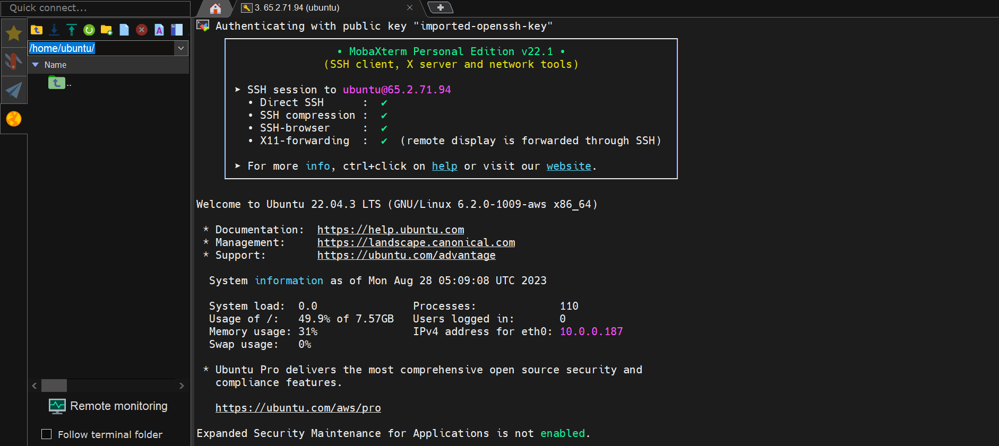 Quick connect...
3. 65.2.71.94 (ubuntu)
/home/ubuntu/
Name
..
Remote monitoring
Follow terminal folder
Authenticating with public key "imported-openssh-key"
• MobaXterm Personal Edition v22.1 •
(SSH client, X server and network tools)
➤ SSH session to ubuntu@65.2.71.94
• Direct SSH : ✔
• SSH compression : ✔
• SSH-browser : ✔
• X11-forwarding : ✔ (remote display is forwarded through SSH)
➤ For more info, ctrl+click on help or visit our website.
Welcome to Ubuntu 22.04.3 LTS (GNU/Linux 6.2.0-1009-aws x86_64)
* Documentation: https://help.ubuntu.com
* Management: https://landscape.canonical.com
* Support: https://ubuntu.com/advantage
System information as of Mon Aug 28 05:09:08 UTC 2023
System load: 0.0 Processes: 110
Usage of /: 49.9% of 7.57GB Users logged in: 0
Memory usage: 31% IPv4 address for eth0: 10.0.0.187
Swap usage: 0%
* Ubuntu Pro delivers the most comprehensive open source security and
compliance features.
https://ubuntu.com/aws/pro
Expanded Security Maintenance for Applications is not enabled.